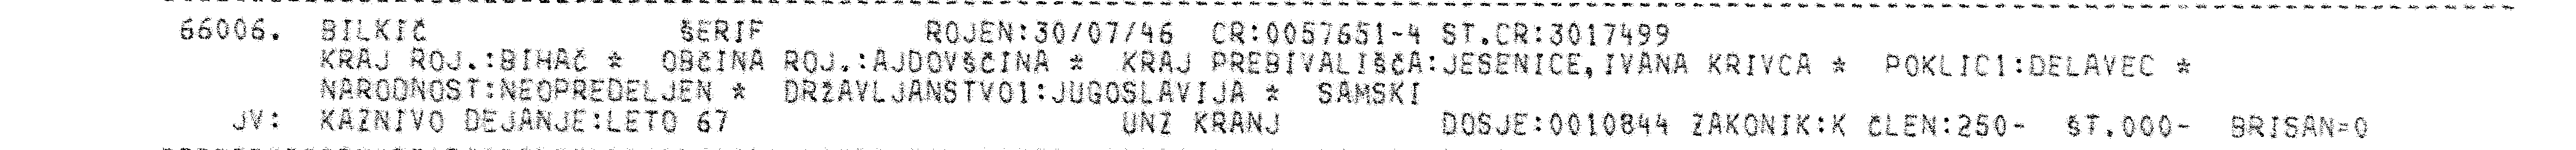 66006. BILKIČ ŠERIF ROJEN:30/07/46 CR:0057651-4 ST.CR:3017499
KRAJ ROJ.:BIHAČ * OBČINA ROJ.:AJDOVŠČINA * KRAJ PREBIVALIŠČA:JESENICE,IVANA KRIVCA * POKLIC1:DELAVEC *
NARODNOST:NEOPREDELJEN * DRŽAVLJANSTVO1:JUGOSLAVIJA * SAMSKI
JV: KAZNIVO DEJANJE:LETO 67 UNZ KRANJ DOSJE:0010844 ZAKONIK:K ČLEN:250- ŠT.000- BRISAN=0